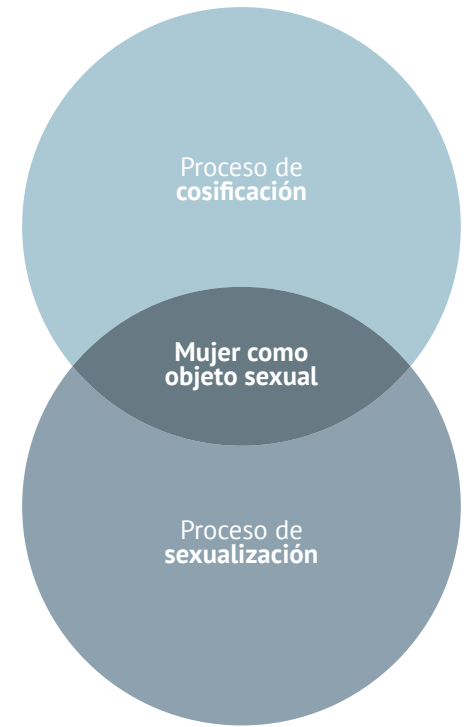 Proceso de
cosificación
Mujer como
objeto sexual
Proceso de
sexualización